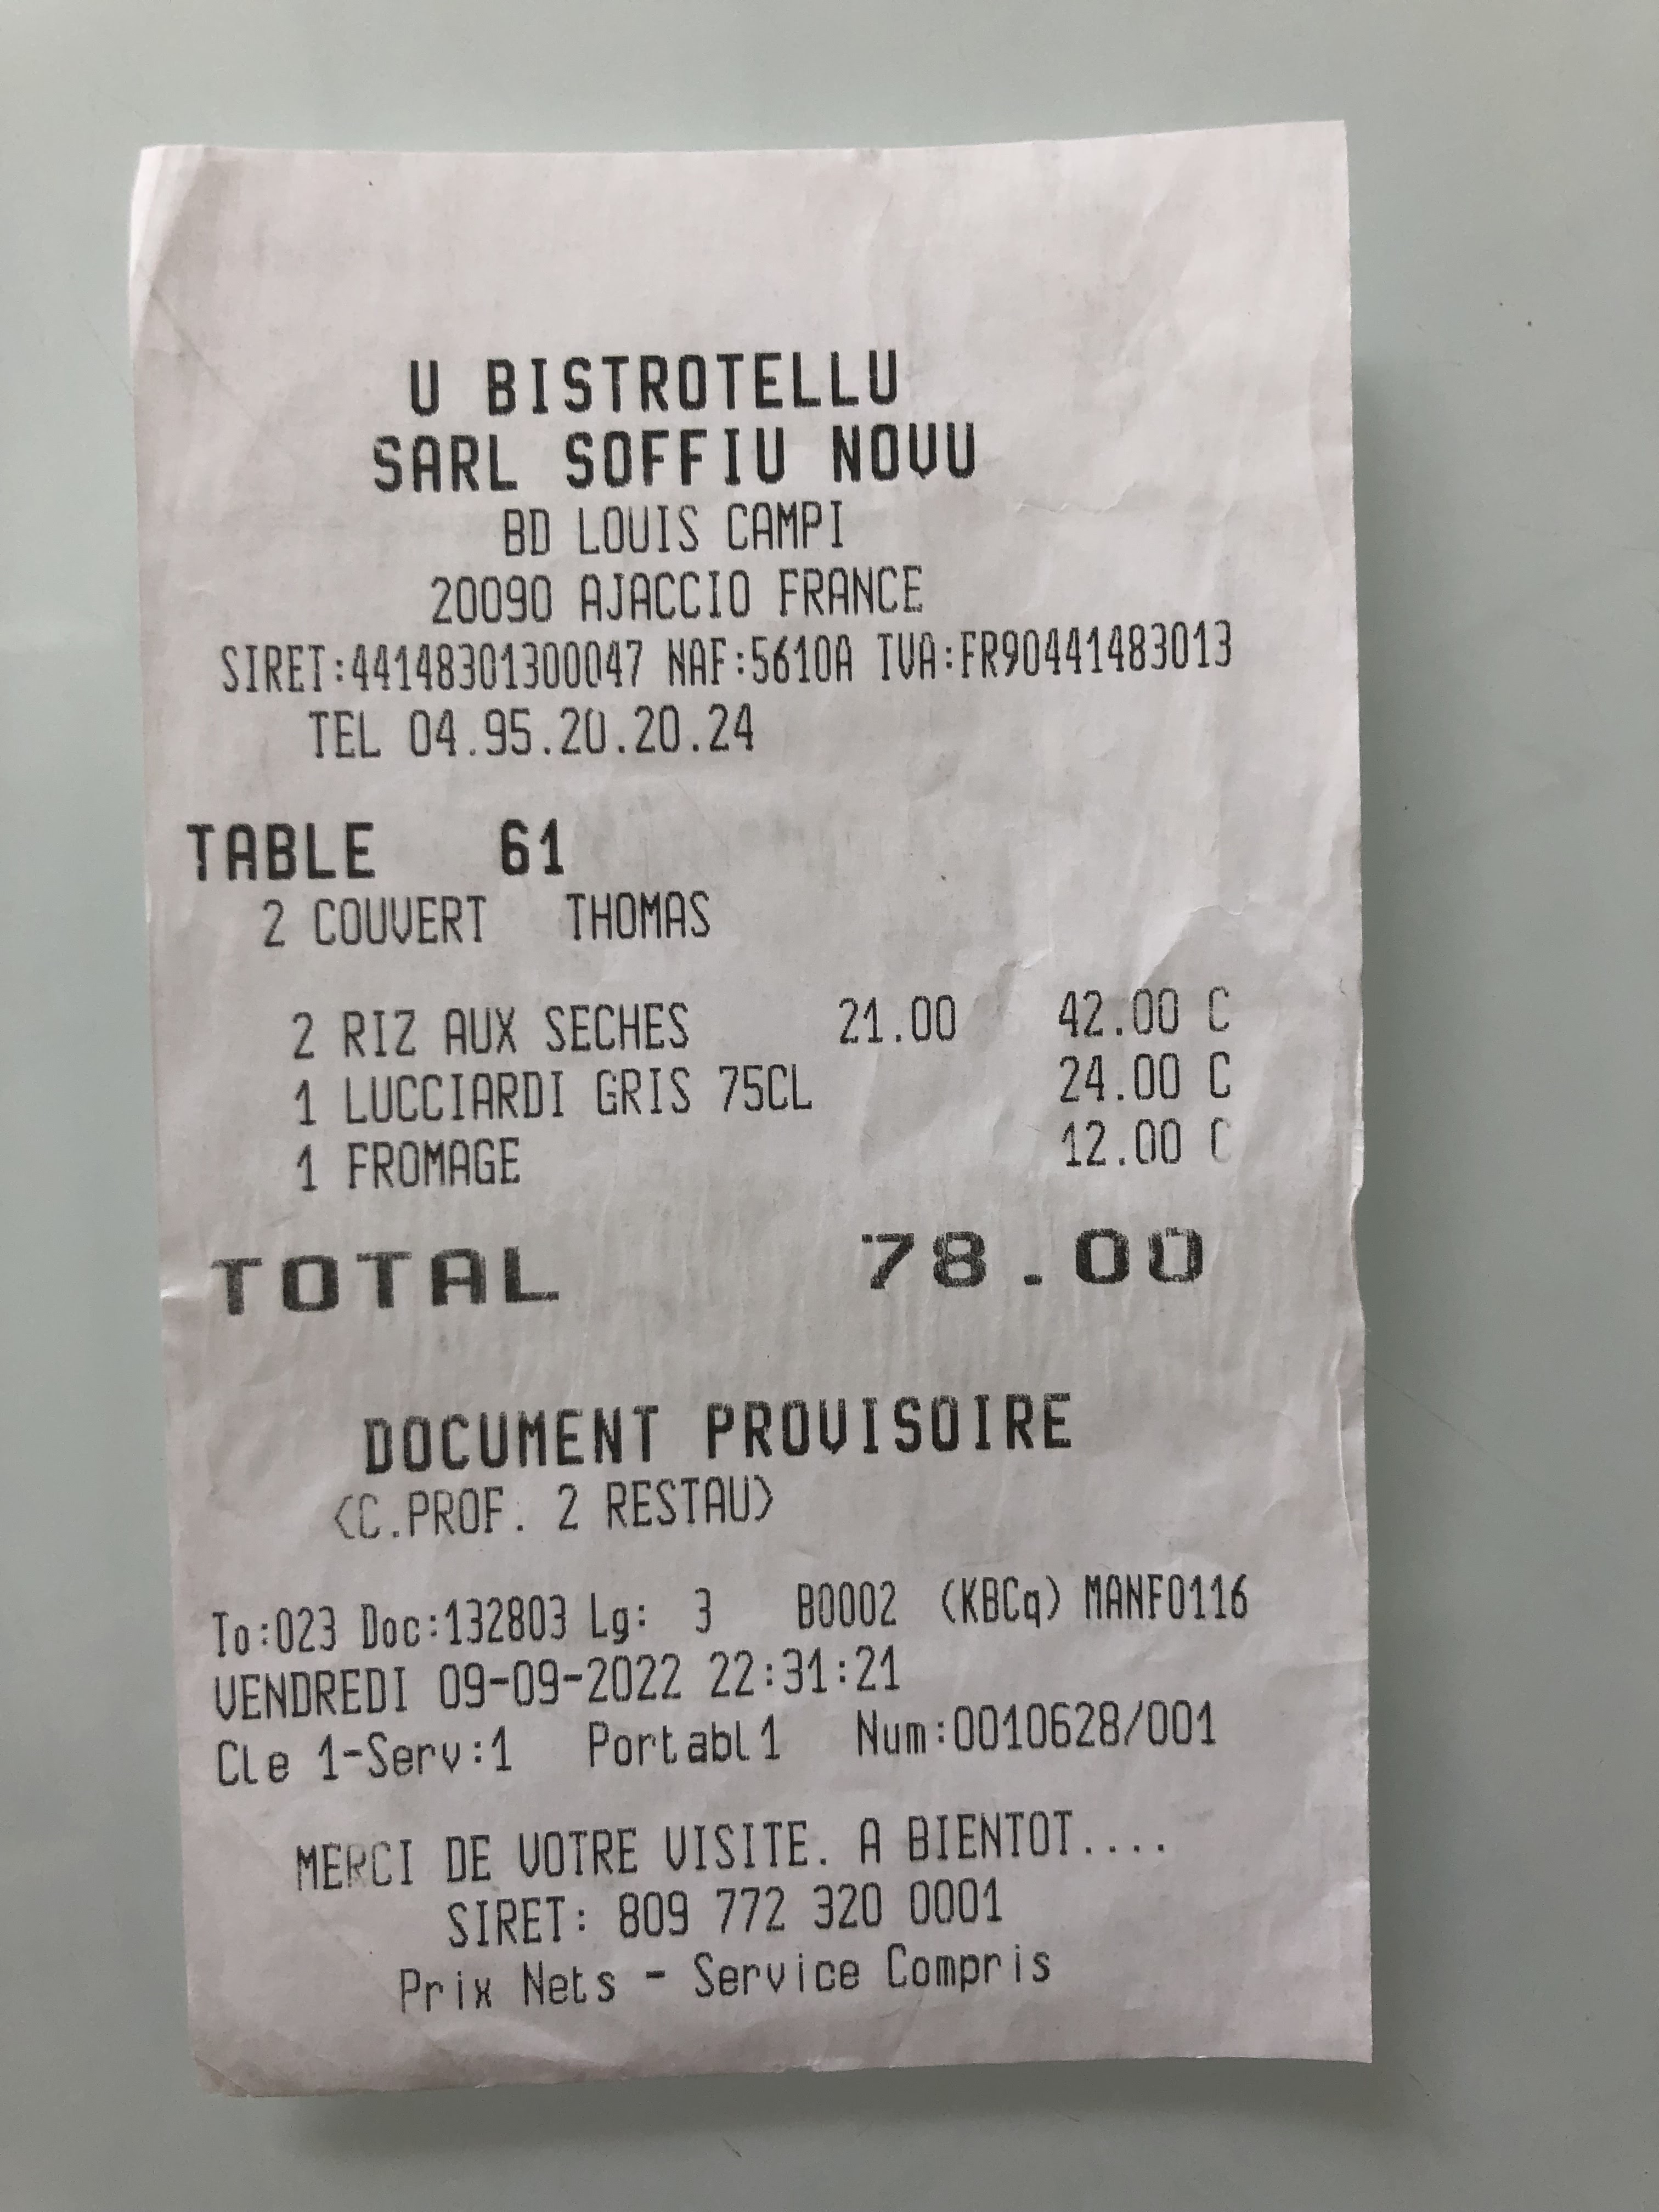 U BISTROTELLU
SARL SOFFIU NOVU
BD LOUIS CAMPI
20090 AJACCIO FRANCE
SIRET:44148301300047 NAF:5610A TVA:FR90441483013
TEL 04.95.20.20.24
TABLE 61
2 COUVERT THOMAS
2 RIZ AUX SECHES 21.00 42.00 C
1 LUCCIARDI GRIS 75CL 24.00 C
1 FROMAGE 12.00 C
TOTAL 78.00
DOCUMENT PROVISOIRE
<C.PROF. 2 RESTAU>
To:023 Doc:132803 Lg: 3 B0002 (KBCq) MANF0116
VENDREDI 09-09-2022 22:31:21
Cle 1-Serv:1 Portabl1 Num:0010628/001
MERCI DE VOTRE VISITE. A BIENTOT....
SIRET: 809 772 320 0001
Prix Nets - Service Compris